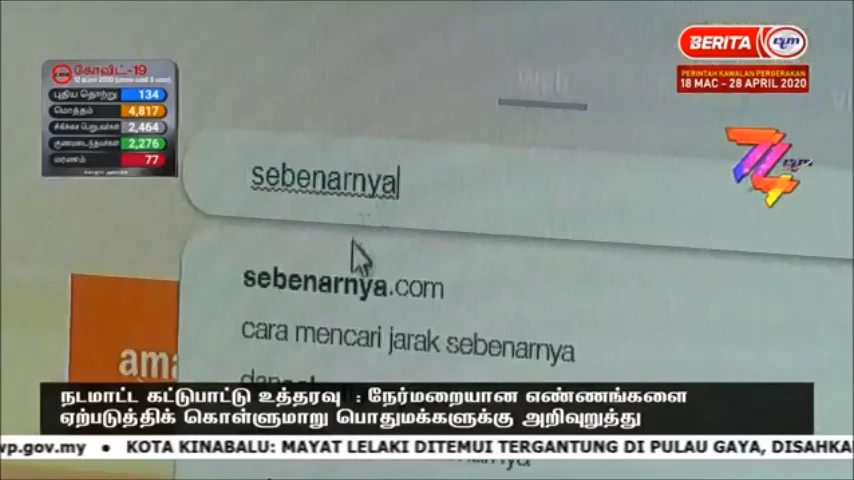 BERITA rtm
PERINTAH KAWALAN PERGERAKAN
18 MAC - 28 APRIL 2020
கோவிட்-19
புதிய தொற்று 134
மொத்தம் 4,817
சிகிச்சை பெறுபவர்கள் 2,464
குணமடைந்தவர்கள் 2,276
மரணம் 77
sebenarnya
sebenarnya.com
cara mencari jarak sebenarnya
ama
நடமாட்ட கட்டுபாட்டு உத்தரவு : நேர்மறையான எண்ணங்களை
ஏற்படுத்திக் கொள்ளுமாறு பொதுமக்களுக்கு அறிவுறுத்து
wp.gov.my • KOTA KINABALU: MAYAT LELAKI DITEMUI TERGANTUNG DI PULAU GAYA, DISAHKA